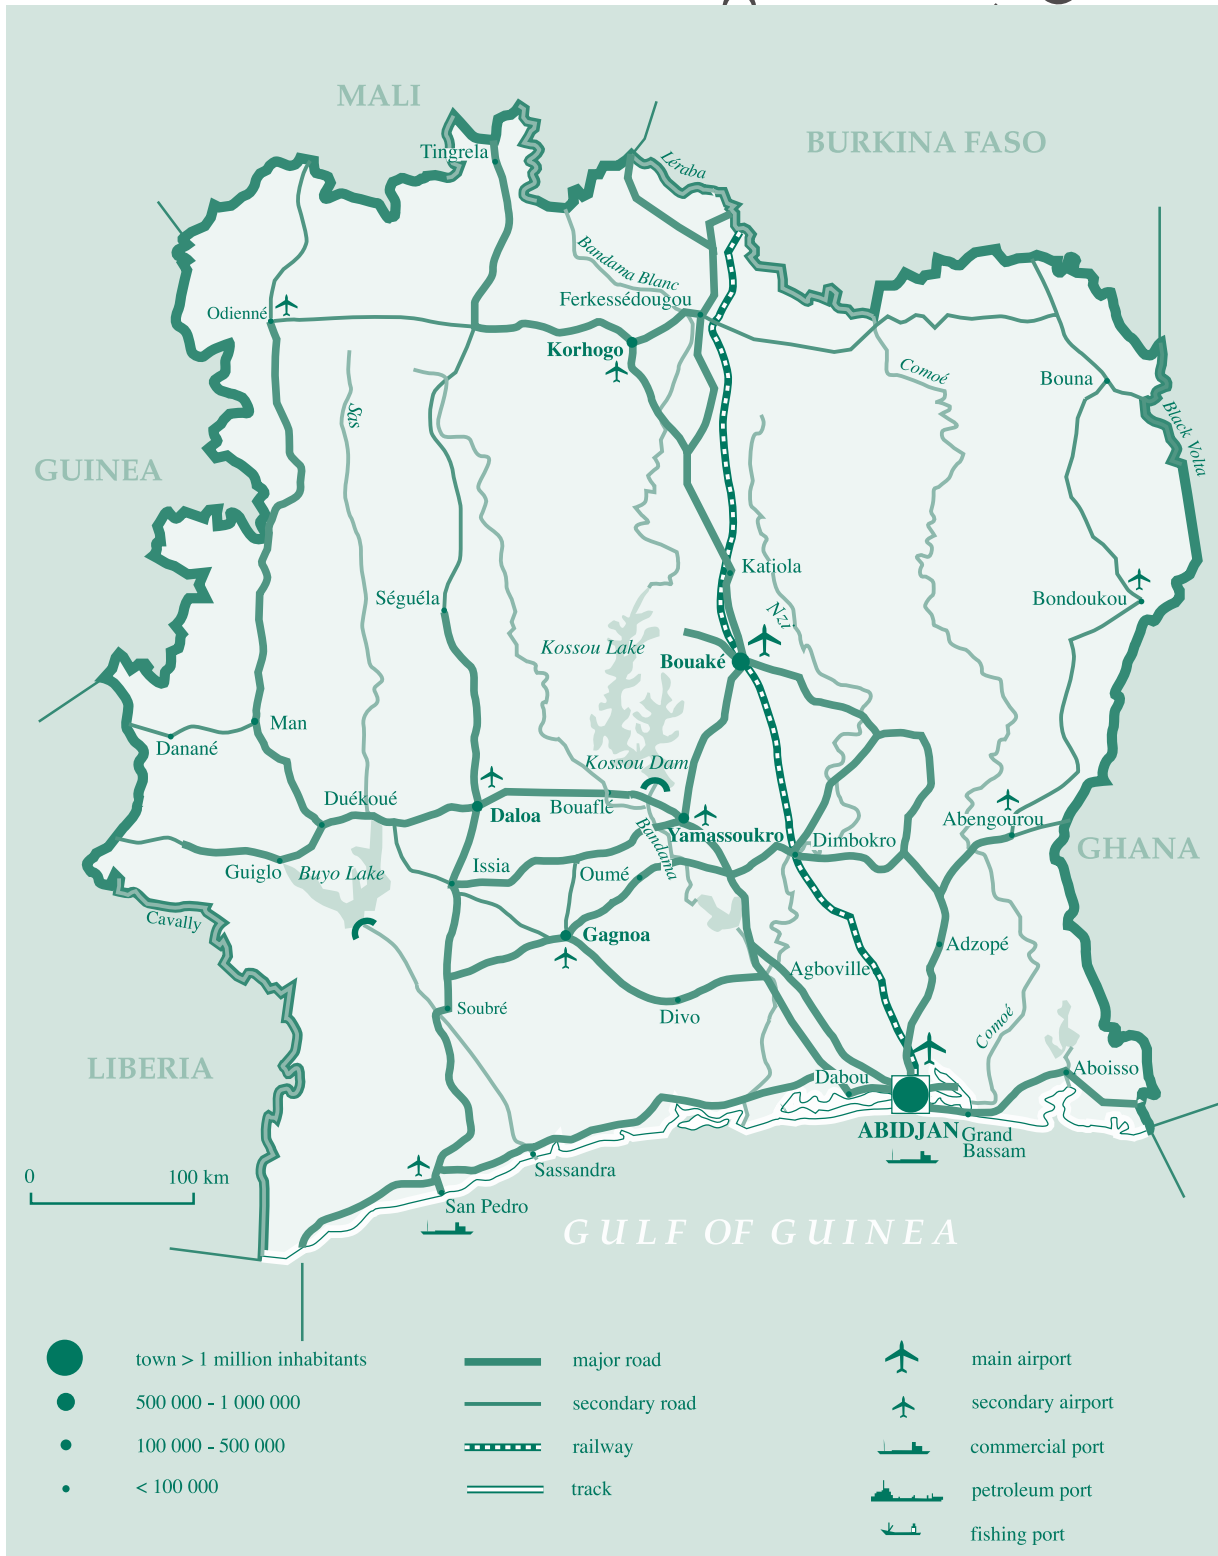 MALI
BURKINA FASO
Tingrela
Léraba
Bandama Blanc
Ferkessédougou
Odienné
Korhogo
Comoé
Bouna
Sas
Black Volta
GUINEA
Katiola
Séguéla
Bondoukou
Nzi
Kossou Lake
Bouaké
Man
Danané
Kossou Dam
Duékoué
Bouaflé
Daloa
Abengourou
Yamassoukro
Dimbokro
Bandama
GHANA
Guiglo
Buyo Lake
Issia
Oumé
Cavally
Gagnoa
Adzopé
Agboville
Soubré
Divo
Comoé
LIBERIA
Dabou
Aboisso
ABIDJAN
Grand
Bassam
0
100 km
Sassandra
San Pedro
GULF OF GUINEA
town > 1 million inhabitants
500 000 - 1 000 000
100 000 - 500 000
< 100 000
major road
secondary road
railway
track
main airport
secondary airport
commercial port
petroleum port
fishing port